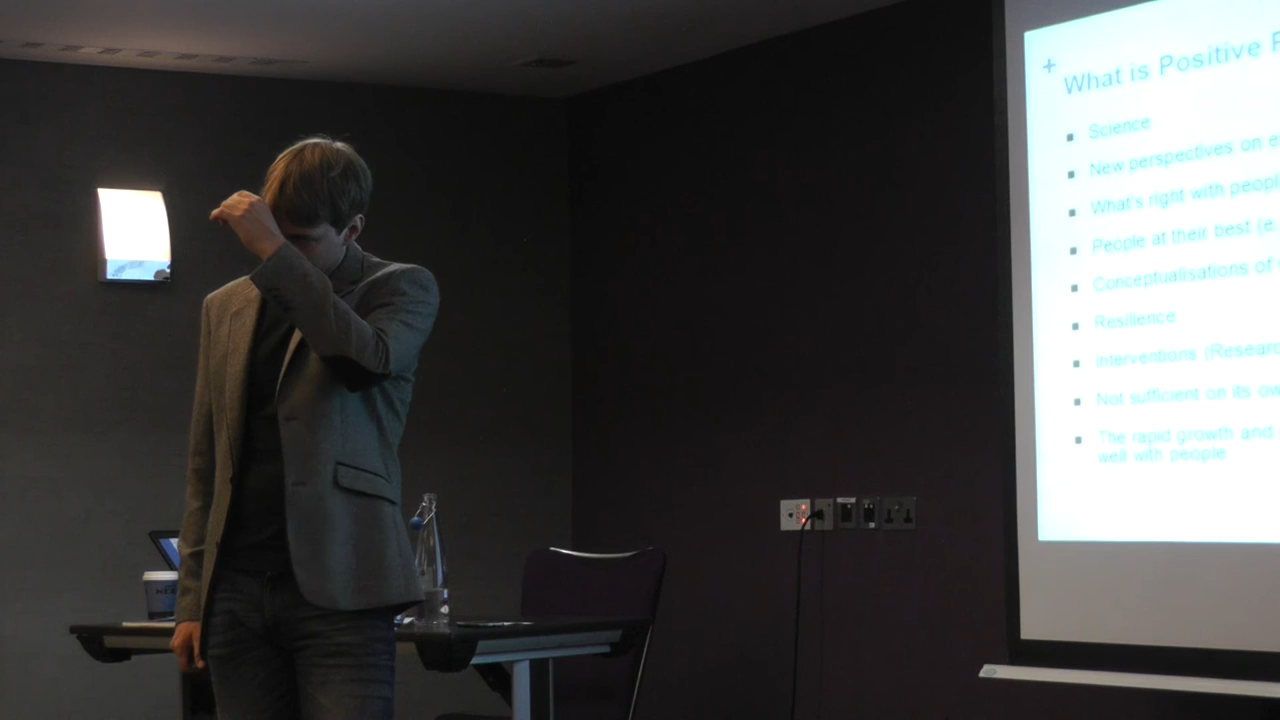 +
What is Positive
Science
New perspectives on
What's right with people
People at their best (e.
Conceptualisations of
Resilience
Interventions (Research
Not sufficient on its own
The rapid growth and
well with people